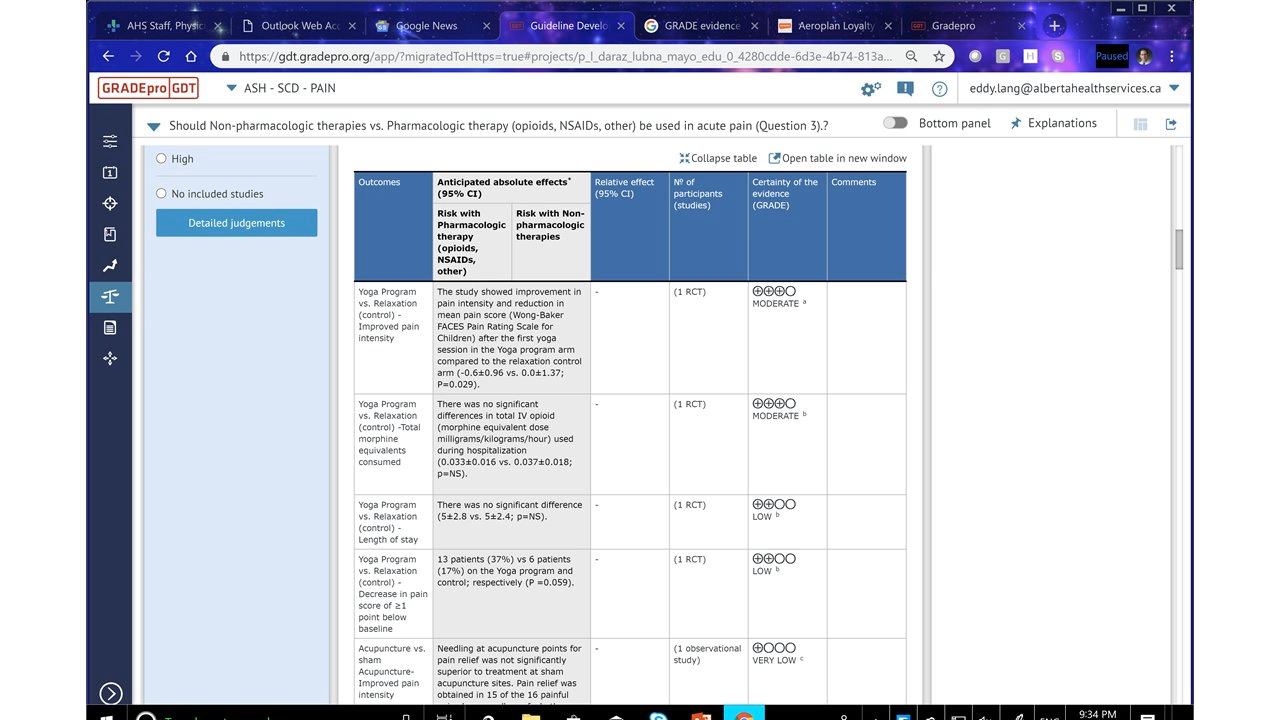 AHS Staff, Physic
Outlook Web Acc
Google News
Guideline Develo
GRADE evidence
Aeroplan Loyalty
Gradepro
https://gdt.gradepro.org/app/?migratedToHttps=true#projects/p_l_daraz_lubna_mayo_edu_0_4280cdde-6d3e-4b74-813a...
Paused
GRADEpro GDT
ASH - SCD - PAIN
eddy.lang@albertahealthservices.ca
Should Non-pharmacologic therapies vs. Pharmacologic therapy (opioids, NSAIDs, other) be used in acute pain (Question 3).?
Bottom panel
Explanations
High
No included studies
Detailed judgements
Collapse table
Open table in new window
Outcomes
Anticipated absolute effects*
(95% CI)
Risk with
Pharmacologic
therapy
(opioids,
NSAIDs,
other)
Risk with Non-
pharmacologic
therapies
Relative effect
(95% CI)
Nº of
participants
(studies)
Certainty of the
evidence
(GRADE)
Comments
Yoga Program
vs. Relaxation
(control) -
Improved pain
intensity
The study showed improvement in
pain intensity and reduction in
mean pain score (Wong-Baker
FACES Pain Rating Scale for
Children) after the first yoga
session in the Yoga program arm
compared to the relaxation control
arm (-0.6±0.96 vs. 0.0±1.37;
P=0.029).
-
(1 RCT)
MODERATE a
Yoga Program
vs. Relaxation
(control) -Total
morphine
equivalents
consumed
There was no significant
differences in total IV opioid
(morphine equivalent dose
milligrams/kilograms/hour) used
during hospitalization
(0.033±0.016 vs. 0.037±0.018;
p=NS).
-
(1 RCT)
MODERATE b
Yoga Program
vs. Relaxation
(control) -
Length of stay
There was no significant difference
(5±2.8 vs. 5±2.4; p=NS).
-
(1 RCT)
LOW b
Yoga Program
vs. Relaxation
(control) -
Decrease in pain
score of ≥1
point below
baseline
13 patients (37%) vs 6 patients
(17%) on the Yoga program and
control; respectively (P =0.059).
-
(1 RCT)
LOW b
Acupuncture vs.
sham
Acupuncture-
Improved pain
intensity
Needling at acupuncture points for
pain relief was not significantly
superior to treatment at sham
acupuncture sites. Pain relief was
obtained in 15 of the 16 painful
-
(1 observational
study)
VERY LOW c
9:34 PM